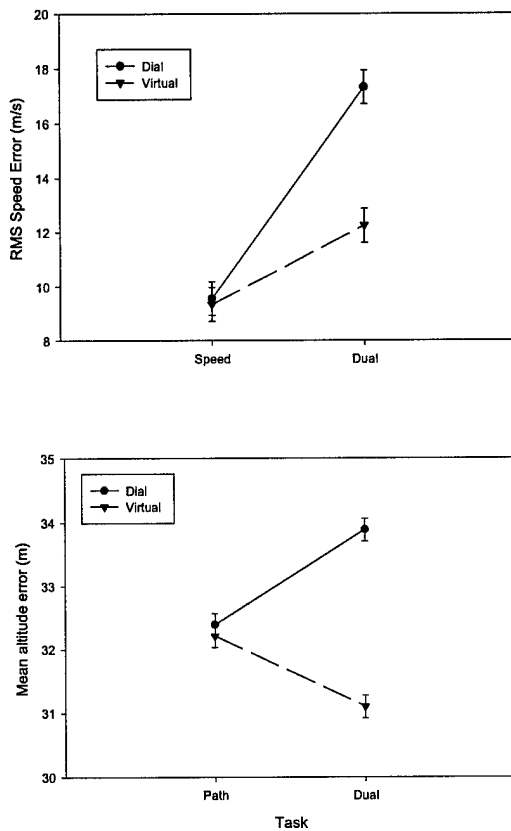 20
18
16
14
12
10
8
RMS Speed Error (m/s)
Dial
Virtual
Speed
Dual
35
34
33
32
31
30
Mean altitude error (m)
Dial
Virtual
Path
Dual
Task